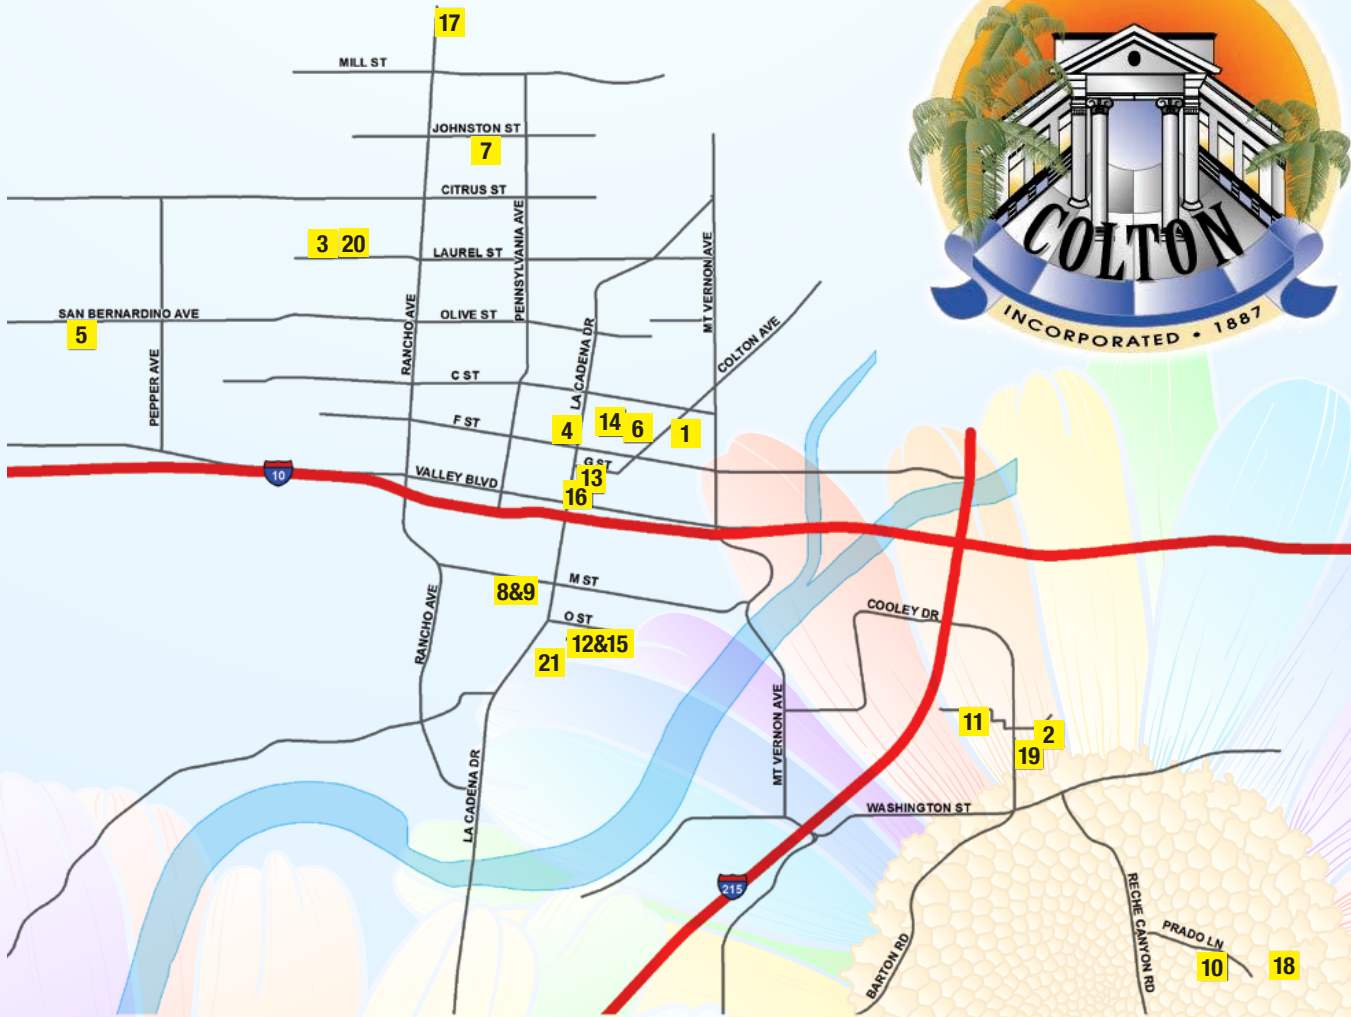 17
MILL ST
JOHNSTON ST
7
CITRUS ST
PENNSYLVANIA AVE
3 20
LAUREL ST
MT VERNON AVE
COLTON
INCORPORATED • 1887
SAN BERNARDINO AVE
5
OLIVE ST
RANCHO AVE
PEPPER AVE
LA CADENA DR
COLTON AVE
C ST
F ST
4
14
6
1
G ST
13
10
VALLEY BLVD
16
M ST
8&9
RANCHO AVE
O ST
12&15
21
COOLEY DR
MT VERNON AVE
11
2
19
LA CADENA DR
WASHINGTON ST
215
RECHE CANYON RD
BARTON RD
PRADO LN
10
18